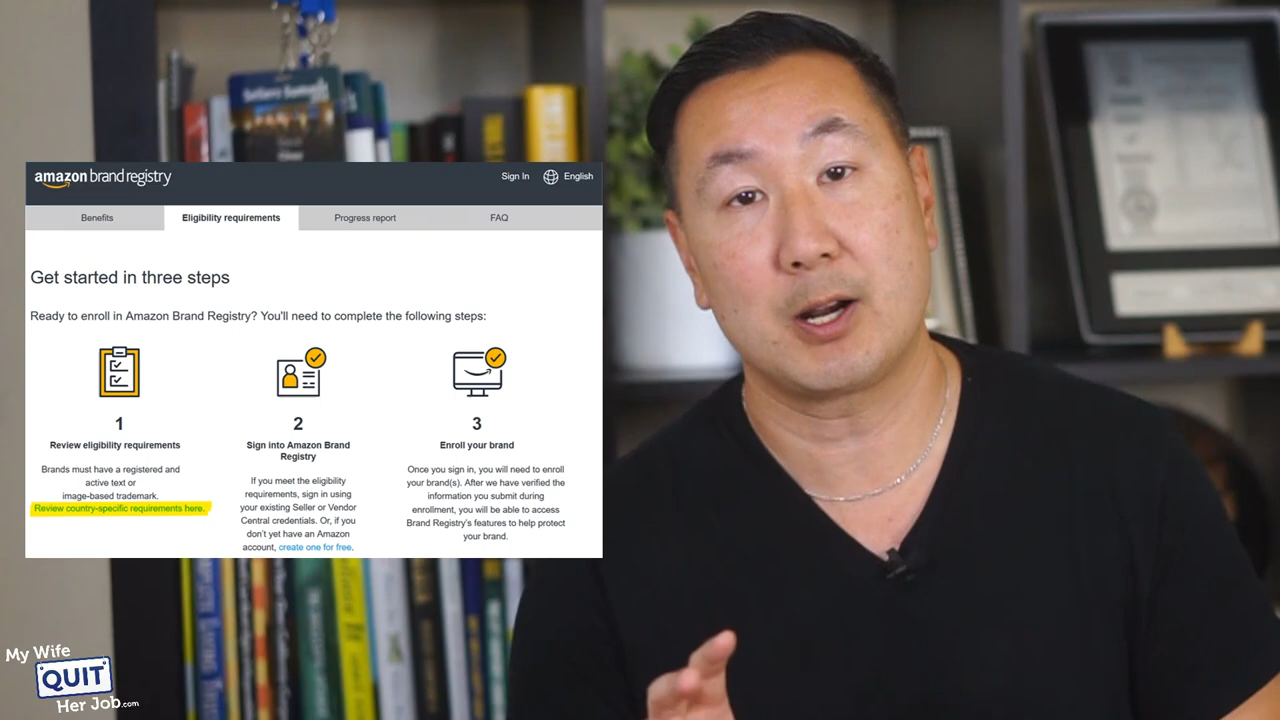 Sellers Summit
amazon brand registry
Sign In
English
Benefits
Eligibility requirements
Progress report
FAQ
Get started in three steps
Ready to enroll in Amazon Brand Registry? You'll need to complete the following steps:
1
Review eligibility requirements
Brands must have a registered and
active text or
image-based trademark.
Review country-specific requirements here.
2
Sign into Amazon Brand
Registry
If you meet the eligibility
requirements, sign in using
your existing Seller or Vendor
Central credentials. Or, if you
don't yet have an Amazon
account, create one for free.
3
Enroll your brand
Once you sign in, you will need to enroll
your brand(s). After we have verified the
information you submit during
enrollment, you will be able to access
Brand Registry's features to help protect
your brand.
My Wife
QUIT
Her Job.com